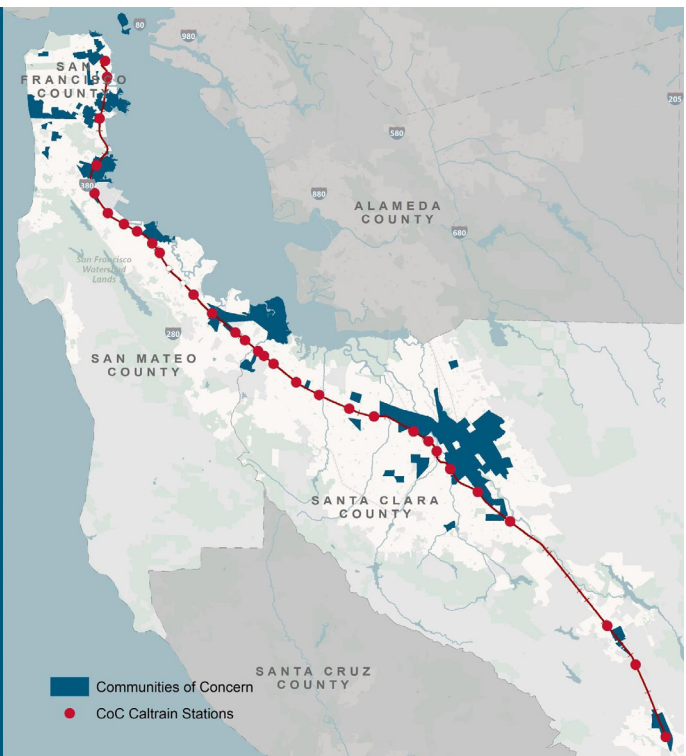 80
980
SAN
FRANCISCO
COUNTY
205
580
380
880
ALAMEDA
COUNTY
680
San Francisco
Watershed
Lands
280
SAN MATEO
COUNTY
SANTA CLARA
COUNTY
SANTA CRUZ
COUNTY
Communities of Concern
CoC Caltrain Stations